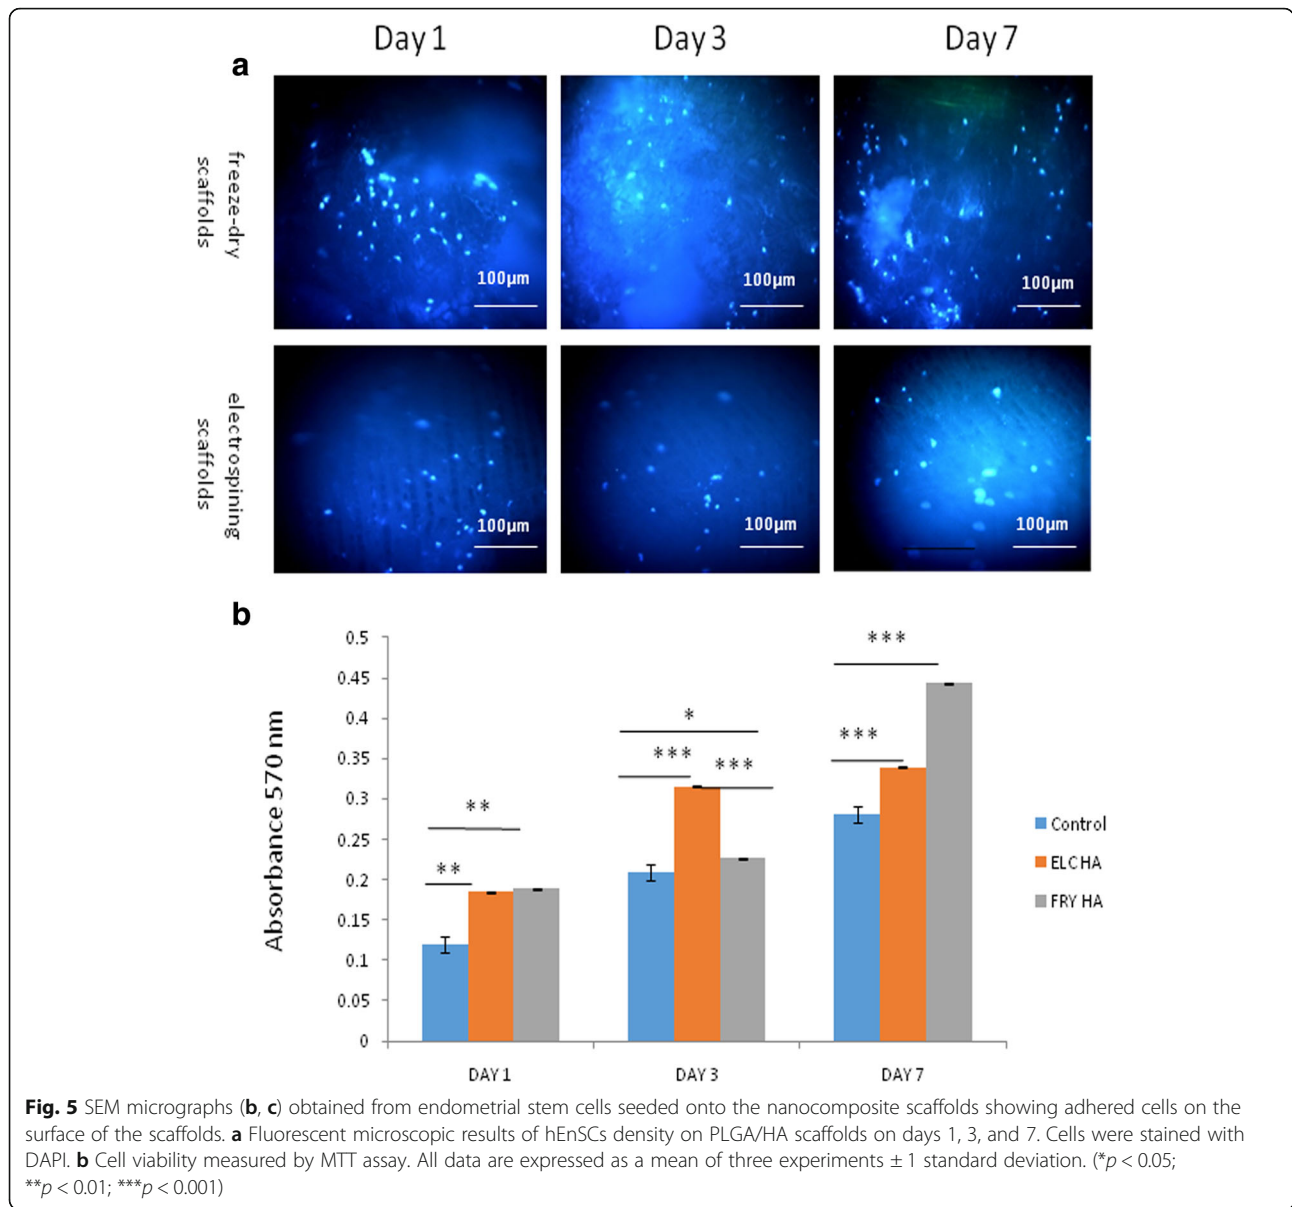 Day 1 Day 3 Day 7
a
freeze-dry
scaffolds
100µm 100µm 100µm
electrospining
scaffolds
100µm 100µm 100µm
b
Absorbance 570 nm
0.5
0.45
0.4
0.35
0.3
0.25
0.2
0.15
0.1
0.05
0
**
**
*
***
***
***
***
DAY 1 DAY 3 DAY 7
Control
ELC HA
FRY HA
Fig. 5 SEM micrographs (b, c) obtained from endometrial stem cells seeded onto the nanocomposite scaffolds showing adhered cells on the
surface of the scaffolds. a Fluorescent microscopic results of hEnSCs density on PLGA/HA scaffolds on days 1, 3, and 7. Cells were stained with
DAPI. b Cell viability measured by MTT assay. All data are expressed as a mean of three experiments ± 1 standard deviation. (*p < 0.05;
**p < 0.01; ***p < 0.001)